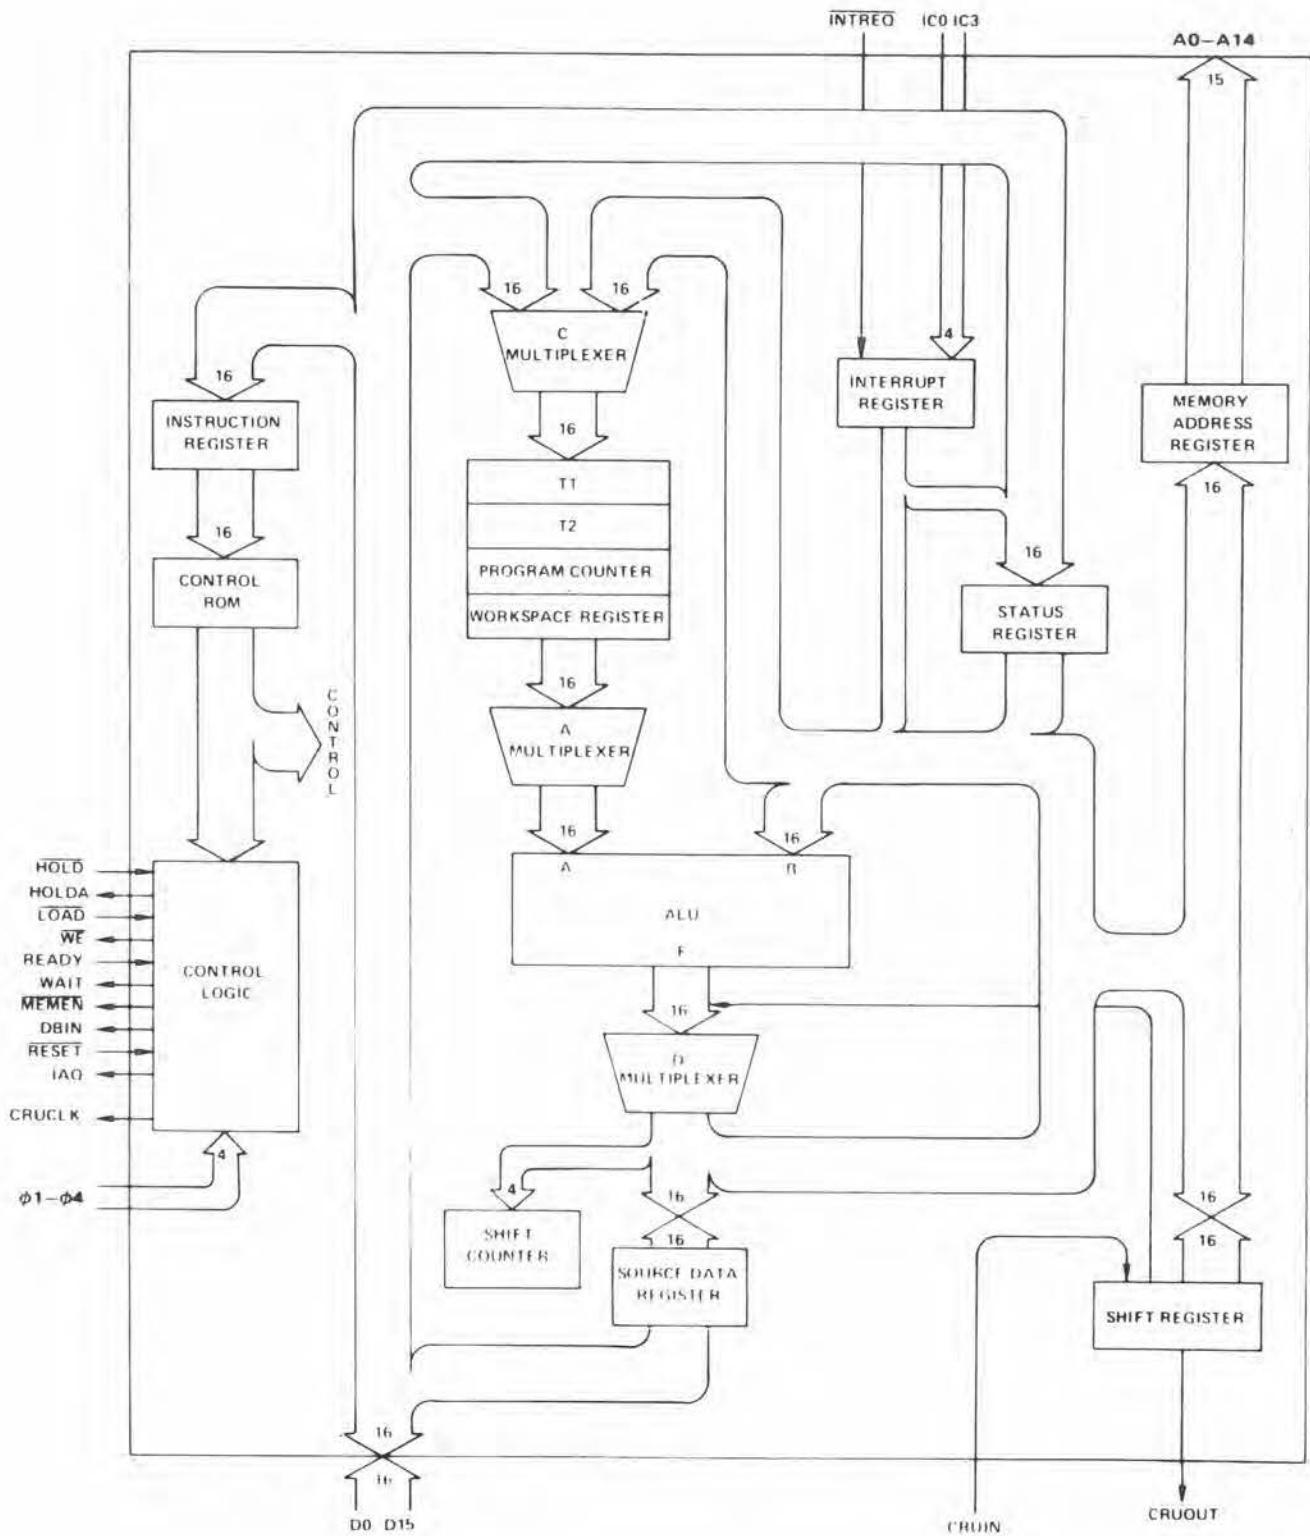 INTREQ IC0 IC3
A0–A14
15
16 16
C
MULTIPLEXER
4
16
INTERRUPT
REGISTER
MEMORY
ADDRESS
REGISTER
INSTRUCTION
REGISTER
16
16
T1
T2
PROGRAM COUNTER
WORKSPACE REGISTER
16
16
CONTROL
ROM
STATUS
REGISTER
16
CONTROL
A
MULTIPLEXER
16 16
A B
ALU
F
HOLD
HOLDA
LOAD
WE
READY
WAIT
MEMEN
DBIN
RESET
IAQ
CRUCLK
CONTROL
LOGIC
16
D
MULTIPLEXER
4
ϕ1–ϕ4
4
16
16
SHIFT
COUNTER
SOURCE DATA
REGISTER
16
16
SHIFT REGISTER
16
16
D0 D15
CRUIN
CRUOUT